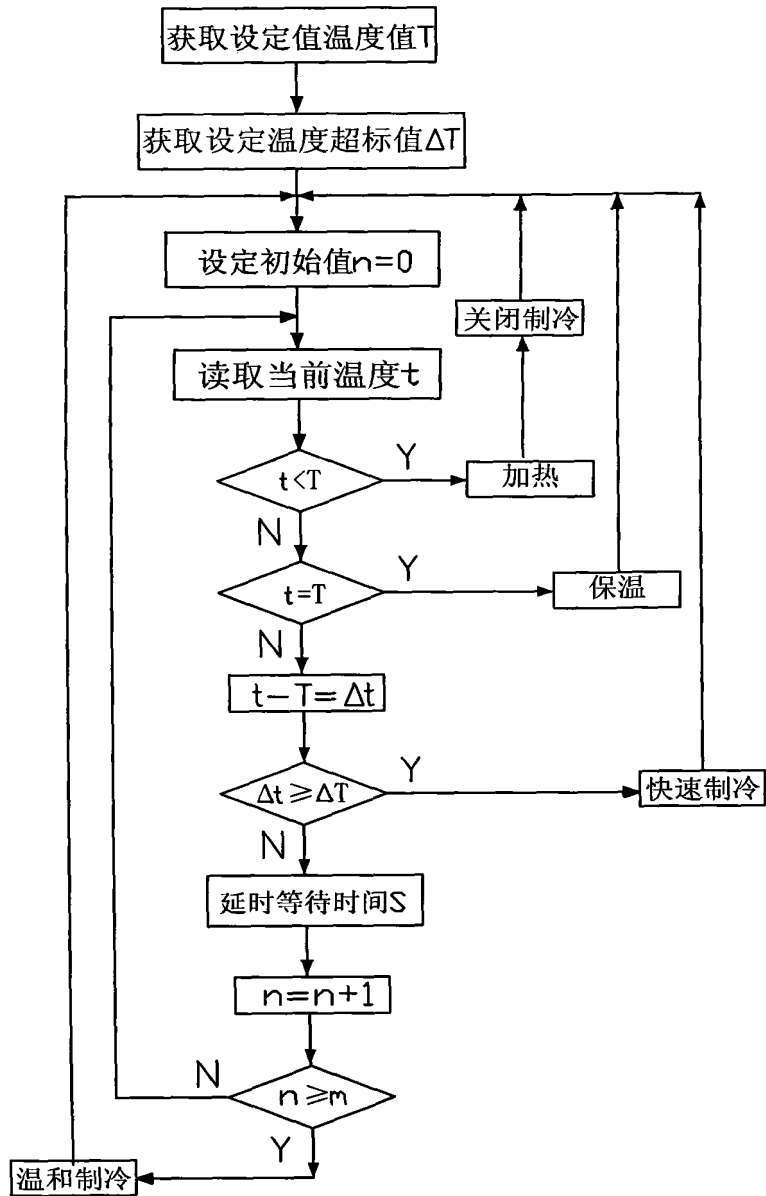 获取设定值温度值T
获取设定温度超标值ΔT
设定初始值n=0
关闭制冷
读取当前温度t
t<T
Y
加热
N
t=T
Y
保温
N
t-T=Δt
Δt≥ΔT
Y
快速制冷
N
延时等待时间S
n=n+1
n≥m
N
Y
温和制冷